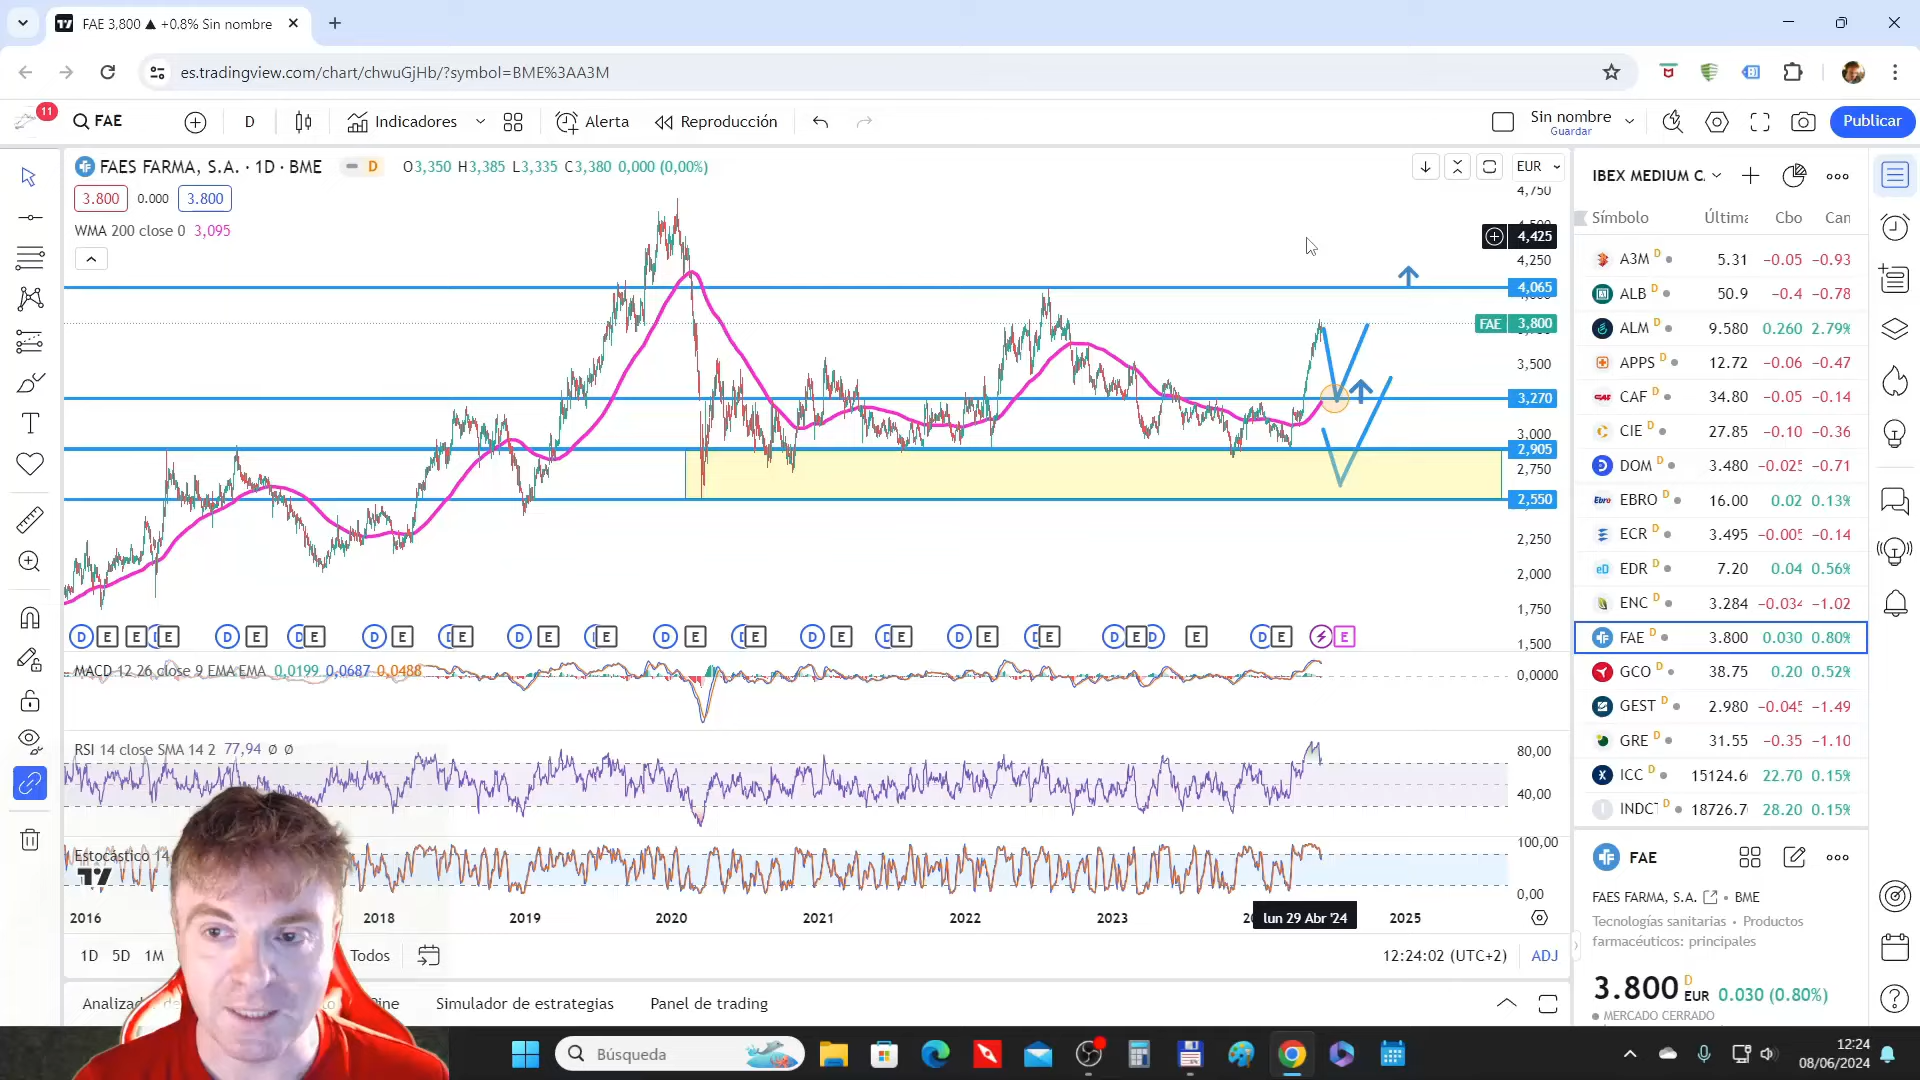 FAE 3,800 ▲ +0.8% Sin nombre
es.tradingview.com/chart/chwuGjHb/?symbol=BME%3AA3M
11
FAE
D
Indicadores
Alerta
Reproducción
Sin nombre
Guardar
Publicar
FAES FARMA, S.A. · 1D · BME
D
O3,350 H3,385 L3,335 C3,380 0,000 (0,00%)
EUR
3.800 0.000 3.800
WMA 200 close 0 3,095
4,750
4,425
4,250
4,065
FAE 3,800
3,500
3,270
3,000
2,905
2,750
2,550
2,250
2,000
1,750
1,500
MACD 12 26 close 9 EMA EMA 0,0199 0,0687 0,0488
0,0000
RSI 14 close SMA 14 2 77,94 ø ø
80,00
40,00
Estocástico 14
100,00
0,00
2016 2018 2019 2020 2021 2022 2023 lun 29 Abr '24 2025
1D 5D 1M Todos
12:24:02 (UTC+2) ADJ
Simulador de estrategias Panel de trading
IBEX MEDIUM C
Símbolo
A3M D 5.31 −0.05 −0.93
ALB D 50.9 −0.4 −0.78
ALM D 9.580 0.260 2.79%
APPS D 12.72 −0.06 −0.47
CAF D 34.80 −0.05 −0.14
CIE D 27.85 −0.10 −0.36
DOM D 3.480 −0.025 −0.71
EBRO D 16.00 0.02 0.13%
ECR D 3.495 −0.005 −0.14
EDR D 7.20 0.04 0.56%
ENC D 3.284 −0.034 −1.02
FAE D 3.800 0.030 0.80%
GCO D 38.75 0.20 0.52%
GEST D 2.980 −0.045 −1.49
GRE D 31.55 −0.35 −1.10
ICC D 15124.6 22.70 0.15%
INDC D 18726.7 28.20 0.15%
FAE
FAES FARMA, S.A. • BME
Tecnologías sanitarias • Productos
farmacéuticos: principales
3.800 D EUR 0.030 (0.80%)
MERCADO CERRADO
Búsqueda
12:24
08/06/2024